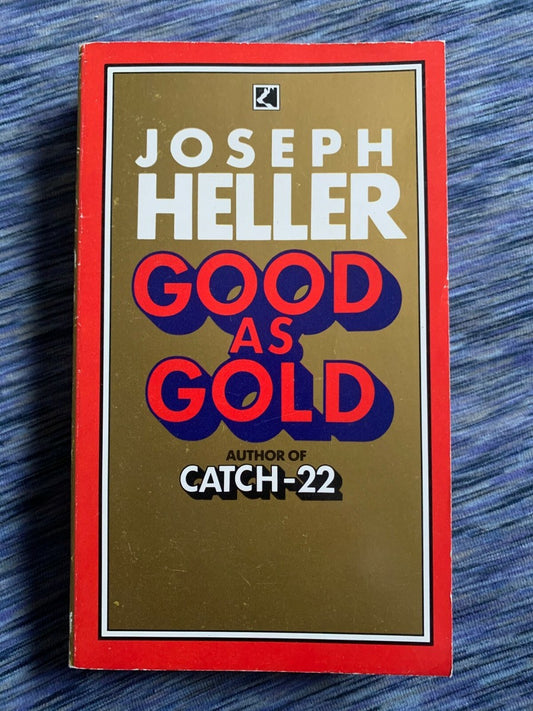 JOSEPH
HELLER
GOOD
AS
GOLD
AUTHOR OF
CATCH-22